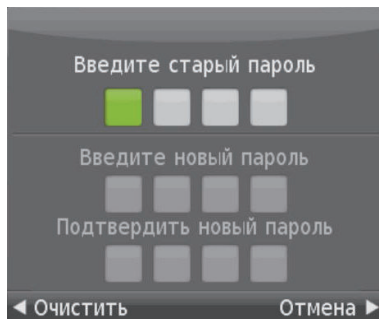 Введите старый пароль
Введите новый пароль
Подтвердить новый пароль
◀ Очистить Отмена ▶